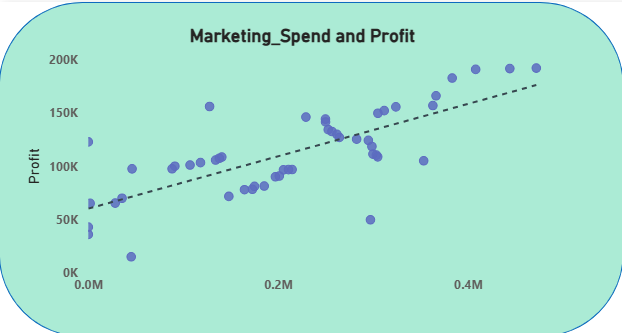 Marketing_Spend and Profit
200K
150K
100K
50K
0K
Profit
0.0M
0.2M
0.4M